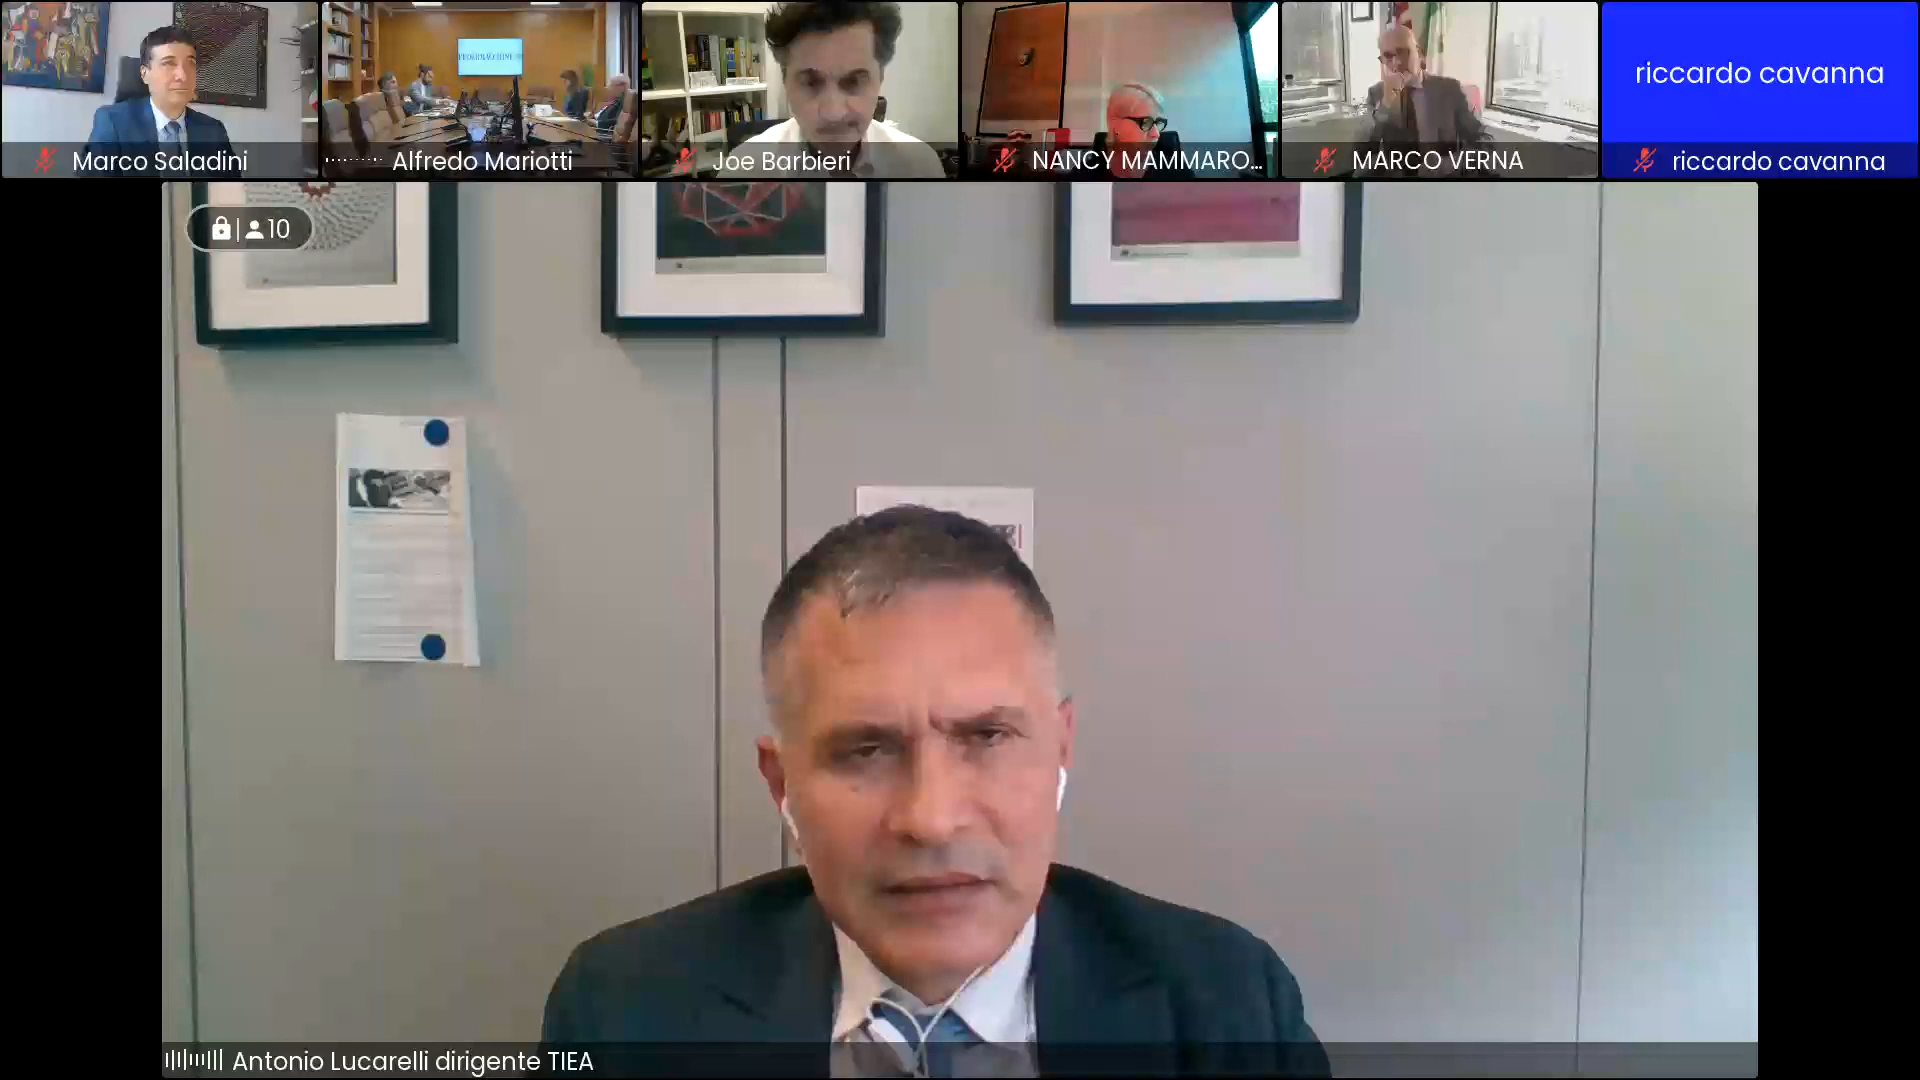 riccardo cavanna
Marco Saladini
Alfredo Mariotti
Joe Barbieri
NANCY MAMMARO...
MARCO VERNA
riccardo cavanna
10
Antonio Lucarelli dirigente TIEA